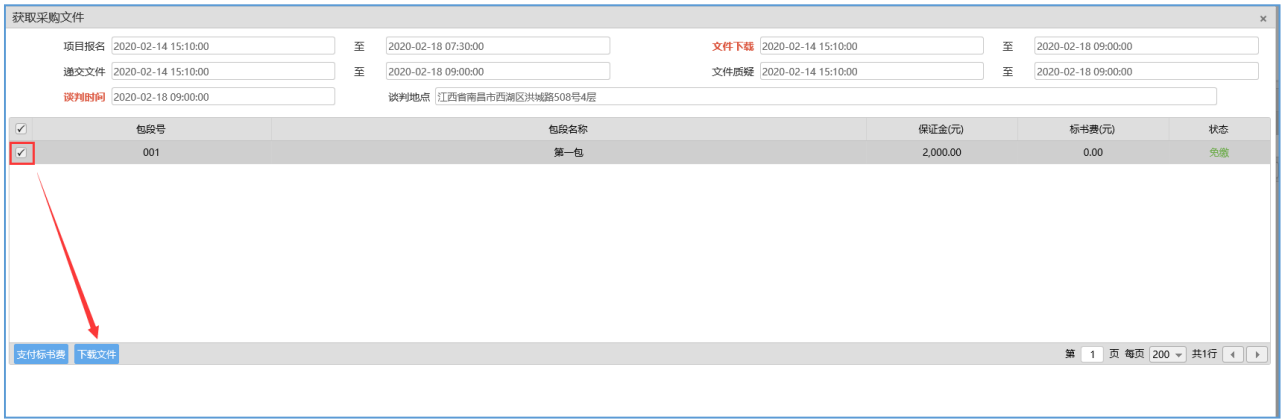 获取采购文件 ×
项目报名 2020-02-14 15:10:00 至 2020-02-18 07:30:00 文件下载 2020-02-14 15:10:00 至 2020-02-18 09:00:00
递交文件 2020-02-14 15:10:00 至 2020-02-18 09:00:00 文件质疑 2020-02-14 15:10:00 至 2020-02-18 09:00:00
谈判时间 2020-02-18 09:00:00 谈判地点 江西省南昌市西湖区洪城路508号4层
包段号 包段名称 保证金(元) 标书费(元) 状态
001 第一包 2,000.00 0.00 免缴
支付标书费 下载文件 第 1 页 每页 200 共1行